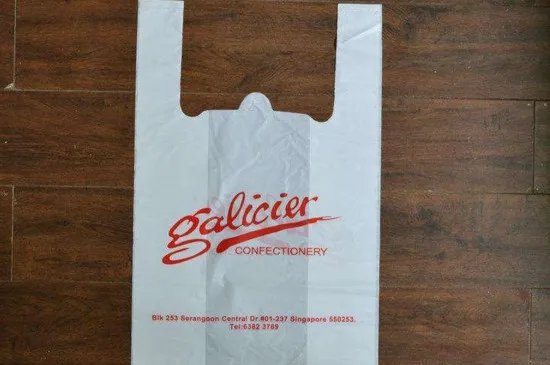 galicier
CONFECTIONERY
Blk 253 Serangoon Central Dr.#01-237 Singapore 550253.
Tel:6382 3789